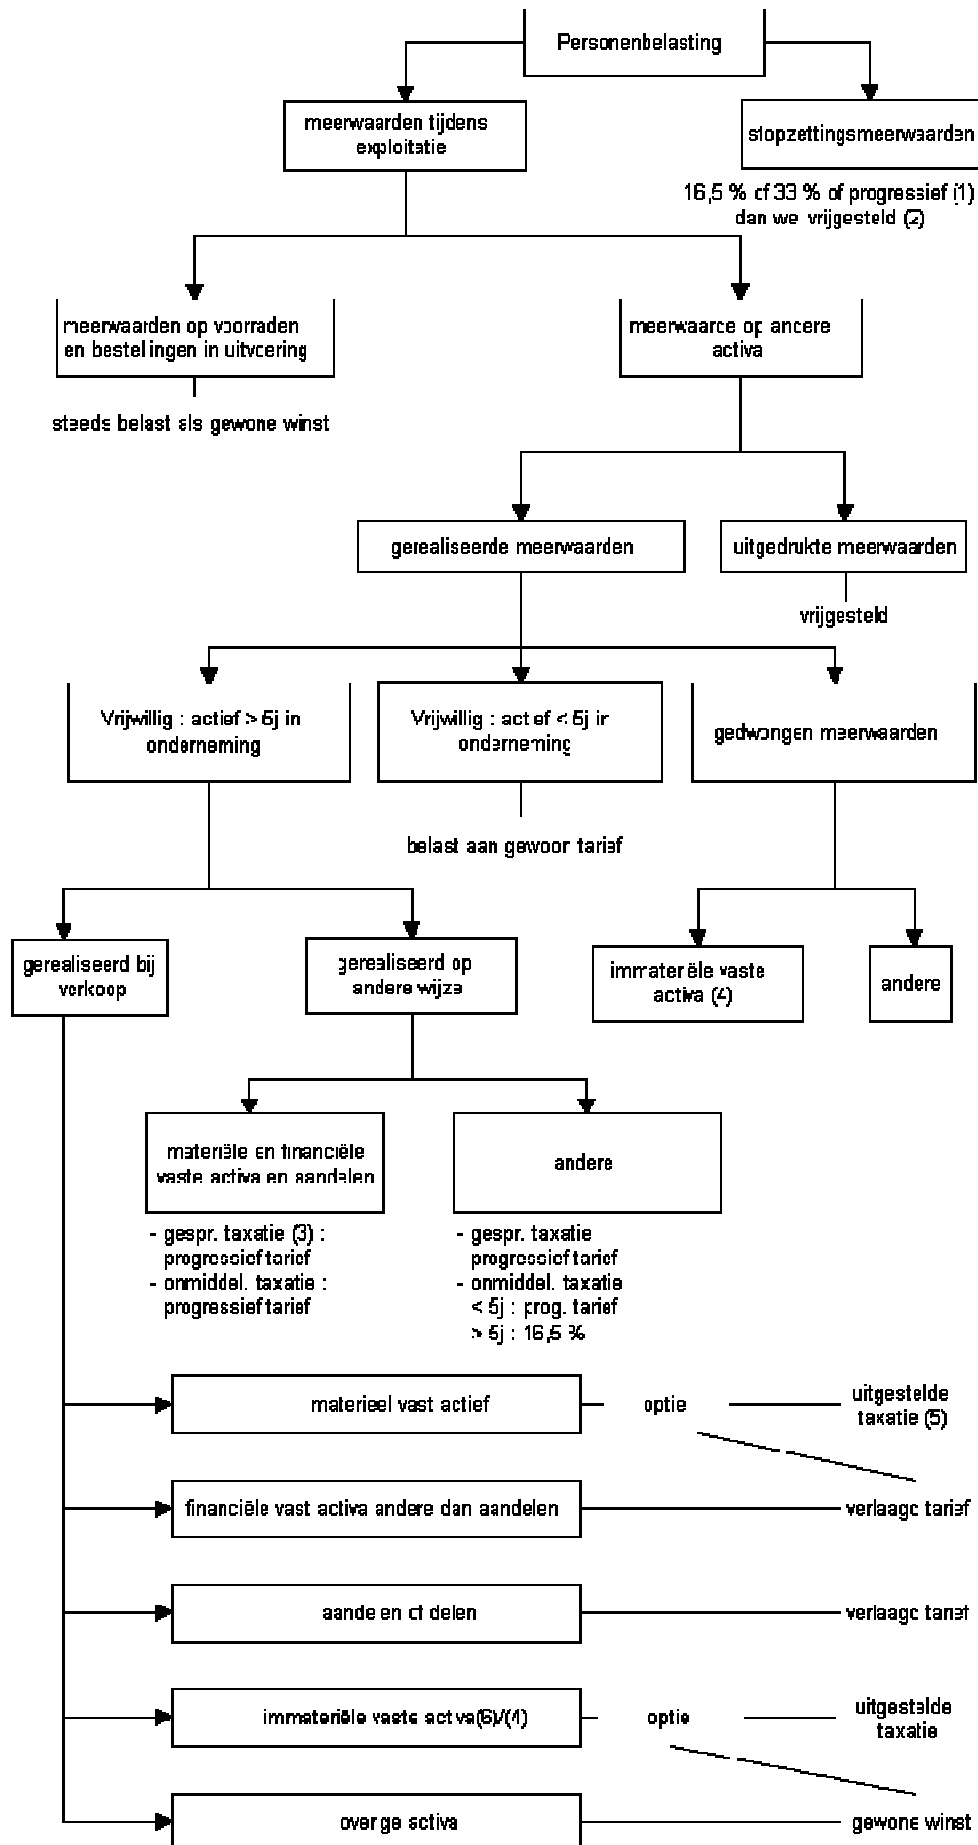 Personenbelasting
meerwaarden tijdens
exploitatie
stopzettingsmeerwaarden
16,5 % of 33 % of progressief (1)
dan wel vrijgesteld (2)
meerwaarden op voorraden
en bestellingen in uitvoering
meerwaarde op andere
activa
steeds belast als gewone winst
gerealiseerde meerwaarden
uitgedrukte meerwaarden
vrijgesteld
Vrijwillig : actief > 5j in
onderneming
Vrijwillig : actief < 5j in
onderneming
gedwongen meerwaarden
belast aan gewoon tarief
gerealiseerd bij
verkoop
gerealiseerd op
andere wijze
immateriële vaste
activa (4)
andere
materiële en financiële
vaste activa en aandelen
andere
- gespr. taxatie (3) :
progressief tarief
- onmiddel. taxatie :
progressief tarief
- gespr. taxatie
progressief tarief
- onmiddel. taxatie
< 5j : prog. tarief
> 5j : 16,5 %
materieel vast actief
optie
uitgestelde
taxatie (5)
financiële vast activa andere dan aandelen
verlaagd tarief
aandelen of delen
verlaagd tarief
immateriële vaste activa
optie
uitgestelde
taxatie
overige activa
gewone winst